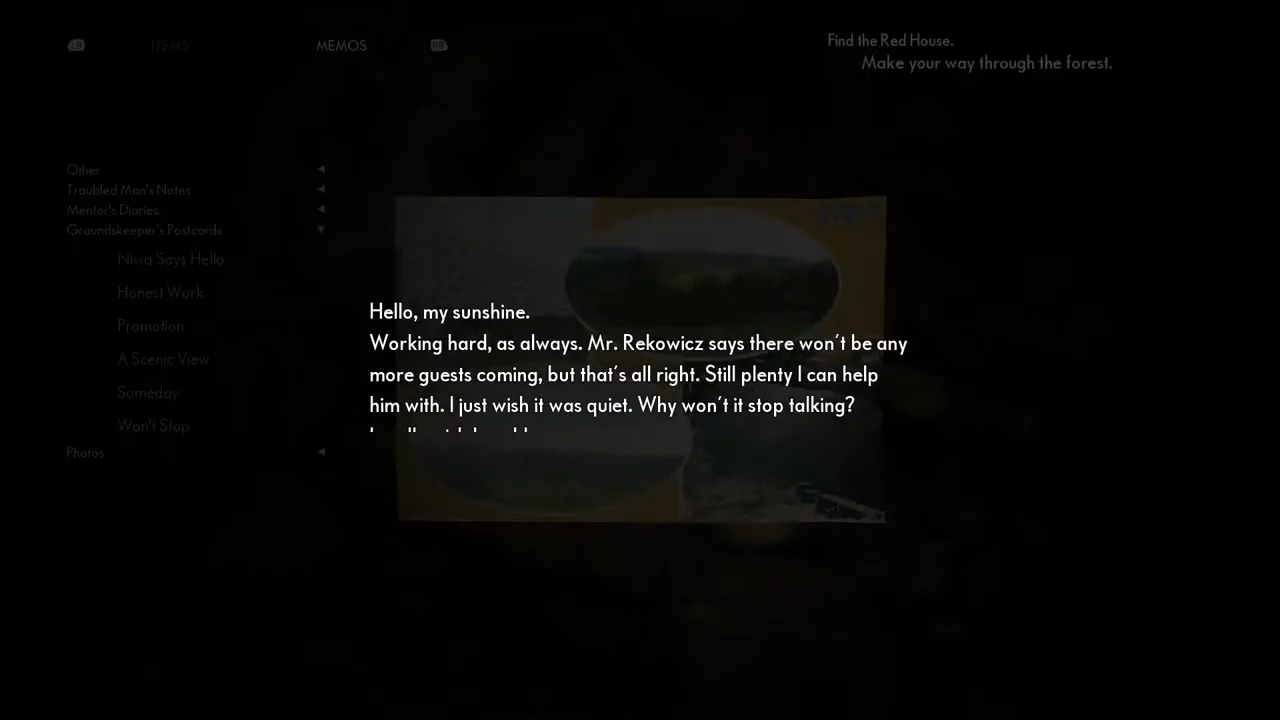 LB
ITEMS
MEMOS
RB
Find the Red House.
Make your way through the forest.
Other
Troubled Man's Notes
Mentor's Diaries
Groundskeeper's Postcards
Niwa Says Hello
Honest Work
Promotion
A Scenic View
Someday
Won't Stop
Photos
Hello, my sunshine.
Working hard, as always. Mr. Rekowicz says there won't be any
more guests coming, but that's all right. Still plenty I can help
him with. I just wish it was quiet. Why won't it stop talking?